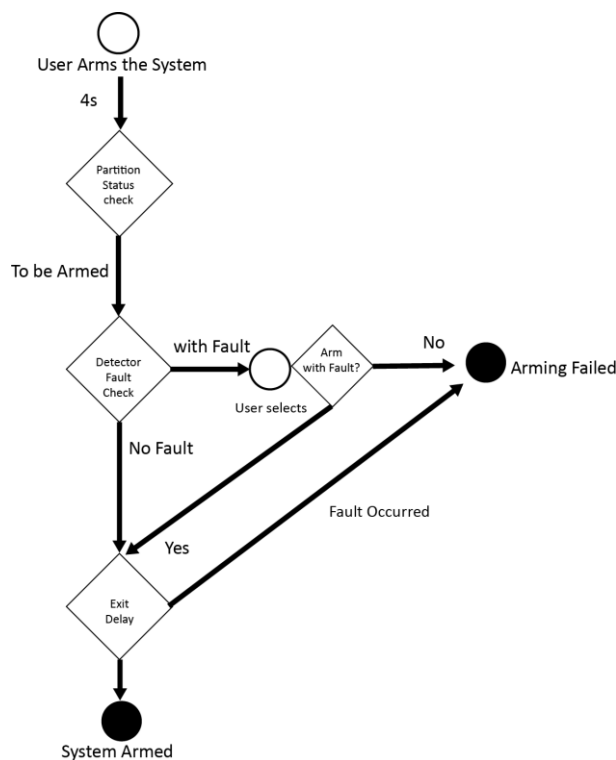 User Arms the System
4s
Partition
Status
check
To be Armed
with Fault
Detector
Fault
Check
User selects
Arm
with Fault?
No
Arming Failed
No Fault
Yes
Fault Occurred
Exit
Delay
System Armed